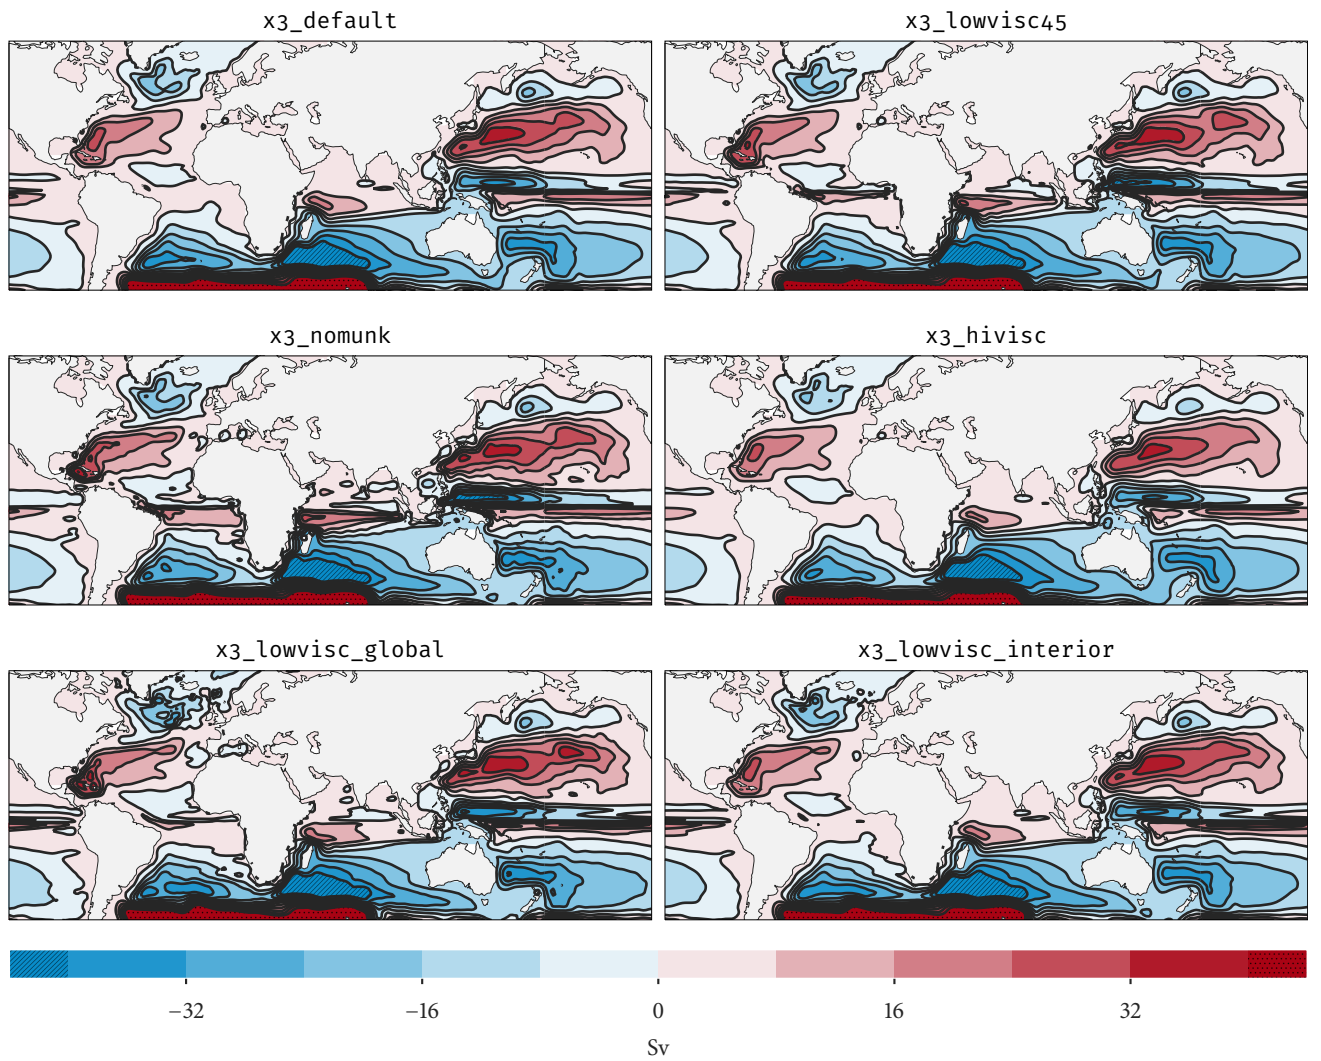 x3_default
x3_lowvisc45
x3_nomunk
x3_hivisc
x3_lowvisc_global
x3_lowvisc_interior
−32 −16 0 16 32
Sv